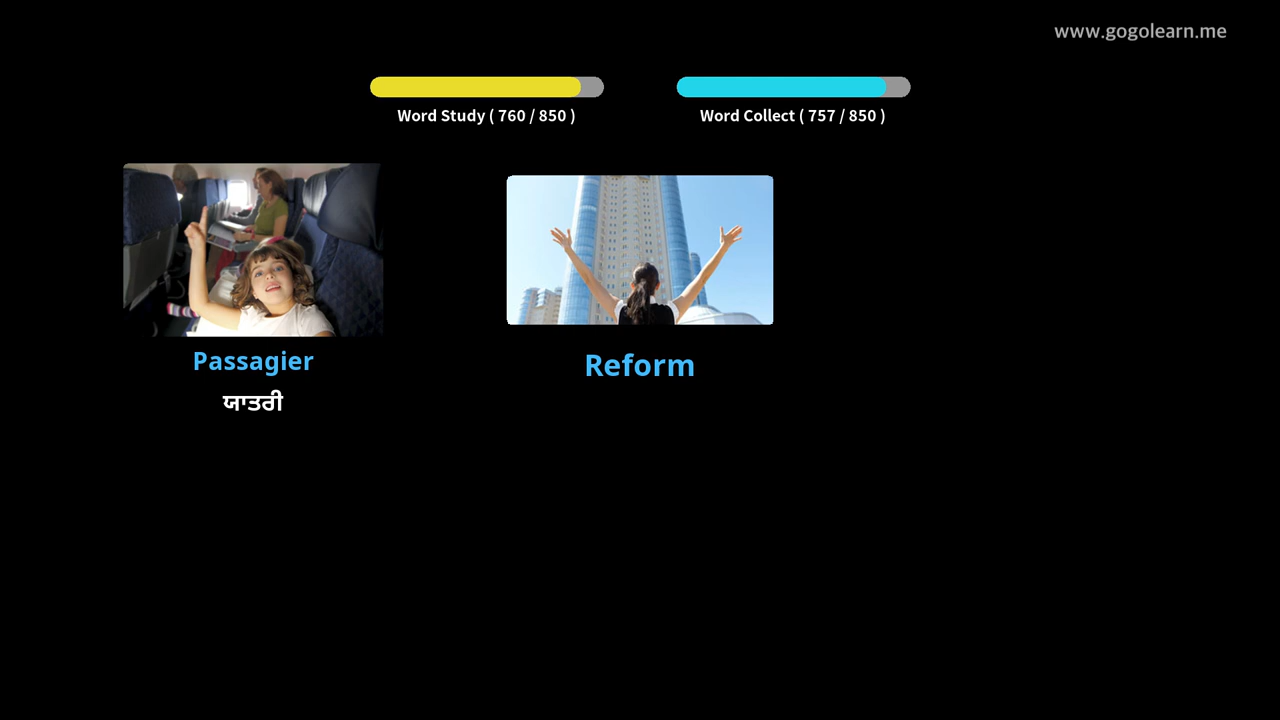 www.gogolearn.me
Word Study ( 760 / 850 )
Word Collect ( 757 / 850 )
Passagier
ਯਾਤਰੀ
Reform